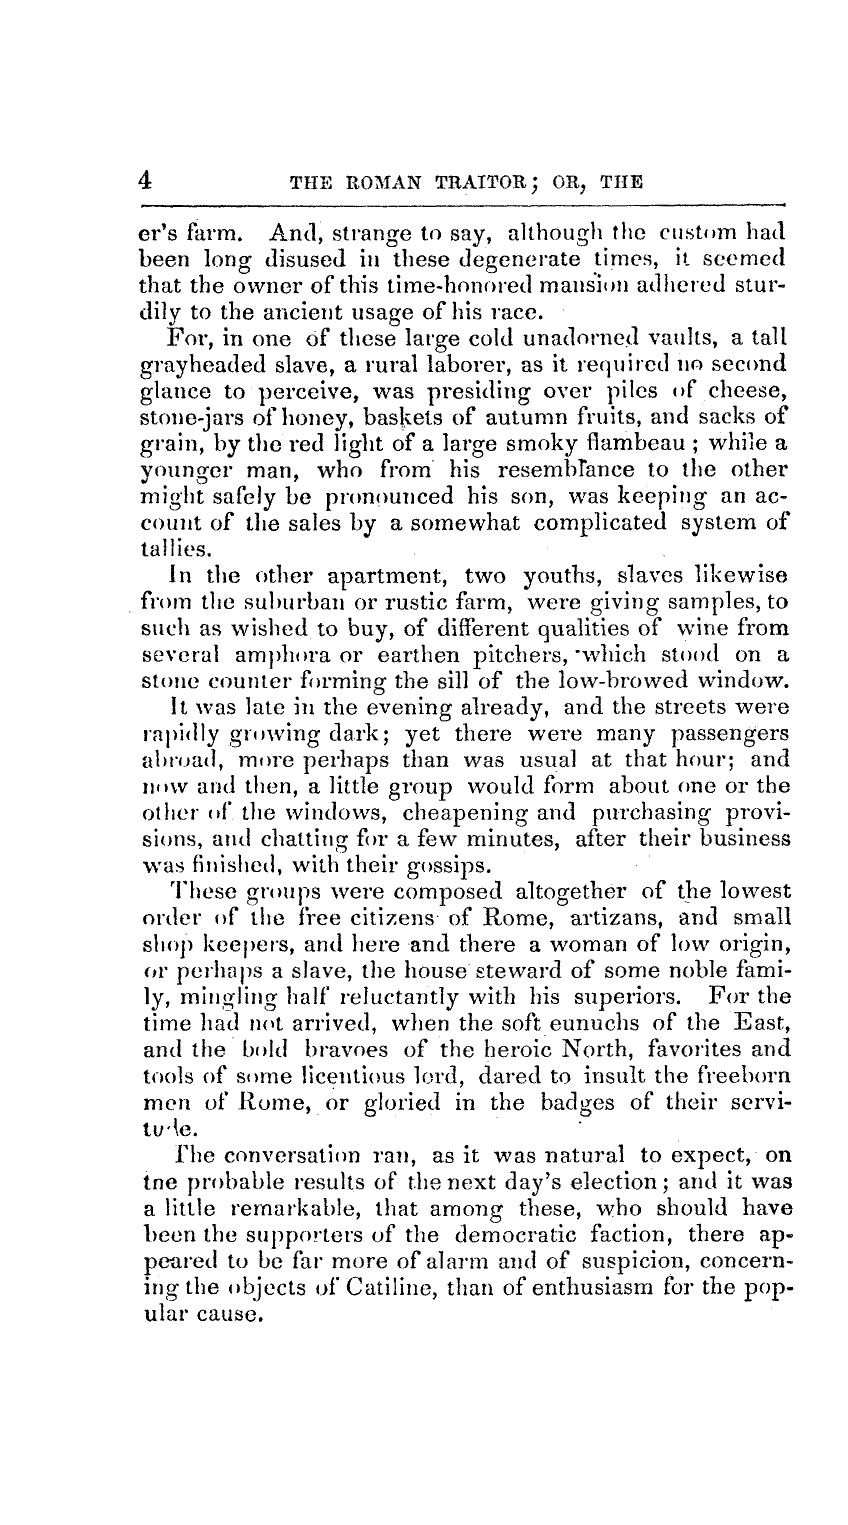 4 THE ROMAN TRAITOR; OR, THE
er's farm. And, strange to say, although the custom had
been long disused in these degenerate times, it seemed
that the owner of this time-honored mansion adhered stur-
dily to the ancient usage of his race.
For, in one of these large cold unadorned vaults, a tall
grayheaded slave, a rural laborer, as it required no second
glance to perceive, was presiding over piles of cheese,
stone-jars of honey, baskets of autumn fruits, and sacks of
grain, by the red light of a large smoky flambeau; while a
younger man, who from his resemblance to the other
might safely be pronounced his son, was keeping an ac-
count of the sales by a somewhat complicated system of
tallies.
In the other apartment, two youths, slaves likewise
from the suburban or rustic farm, were giving samples, to
such as wished to buy, of different qualities of wine from
several amphora or earthen pitchers, which stood on a
stone counter forming the sill of the low-browed window.
It was late in the evening already, and the streets were
rapidly growing dark; yet there were many passengers
abroad, more perhaps than was usual at that hour; and
now and then, a little group would form about one or the
other of the windows, cheapening and purchasing provi-
sions, and chatting for a few minutes, after their business
was finished, with their gossips.
These groups were composed altogether of the lowest
order of the free citizens of Rome, artizans, and small
shop keepers, and here and there a woman of low origin,
or perhaps a slave, the house steward of some noble fami-
ly, mingling half reluctantly with his superiors. For the
time had not arrived, when the soft eunuchs of the East,
and the bold bravoes of the heroic North, favorites and
tools of some licentious lord, dared to insult the freeborn
men of Rome, or gloried in the badges of their servi-
tude.
The conversation ran, as it was natural to expect, on
tne probable results of the next day's election; and it was
a little remarkable, that among these, who should have
been the supporters of the democratic faction, there ap-
peared to be far more of alarm and of suspicion, concern-
ing the objects of Catiline, than of enthusiasm for the pop-
ular cause.